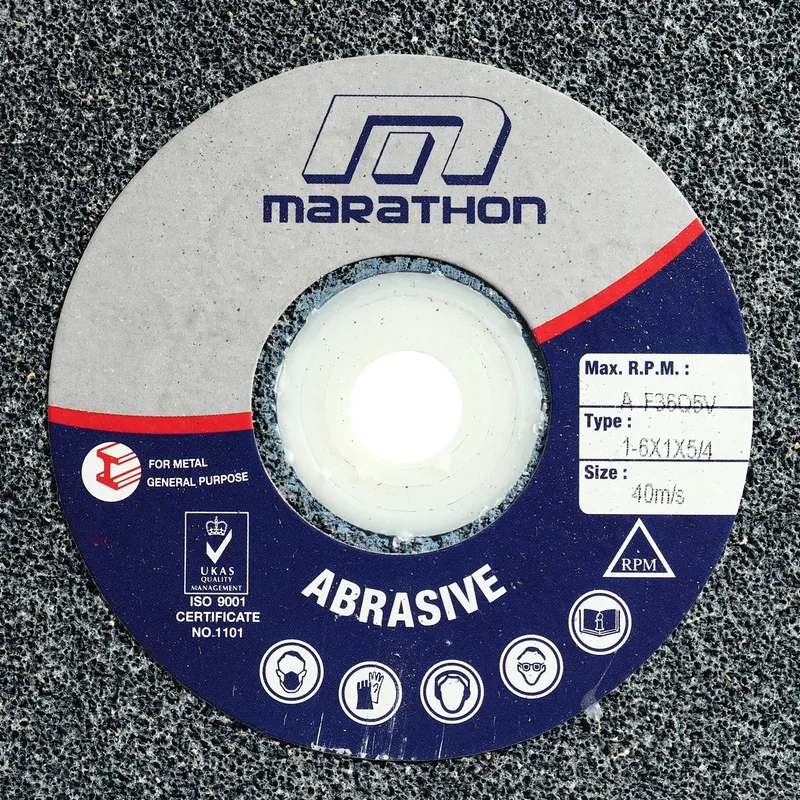 m
marathon
Max. R.P.M. :
A F36Q5V
Type :
1-6X1X5/4
Size :
40m/s
FOR METAL
GENERAL PURPOSE
UKAS
QUALITY
MANAGEMENT
ISO 9001
CERTIFICATE
NO.1101
RPM
ABRASIVE